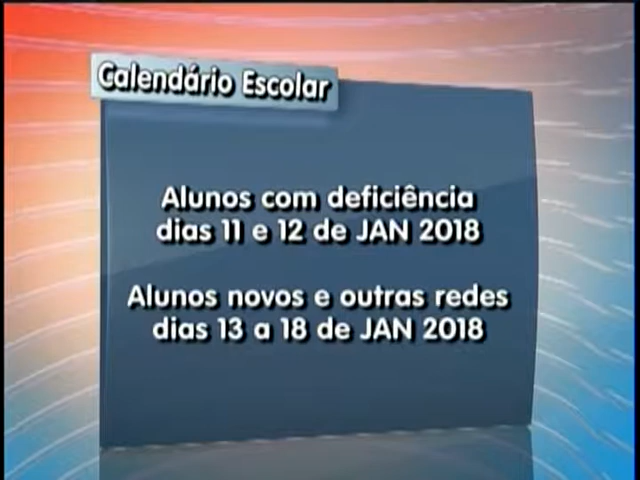 Calendário Escolar
Alunos com deficiência
dias 11 e 12 de JAN 2018
Alunos novos e outras redes
dias 13 a 18 de JAN 2018